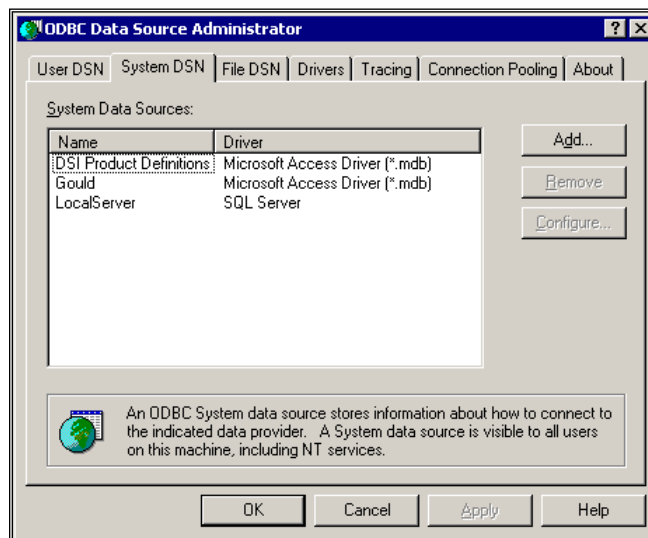 ODBC Data Source Administrator
User DSN System DSN File DSN Drivers Tracing Connection Pooling About
System Data Sources:
Name Driver
DSI Product Definitions Microsoft Access Driver (*.mdb)
Gould Microsoft Access Driver (*.mdb)
LocalServer SQL Server
Add...
Remove
Configure...
An ODBC System data source stores information about how to connect to
the indicated data provider. A System data source is visible to all users
on this machine, including NT services.
OK Cancel Apply Help